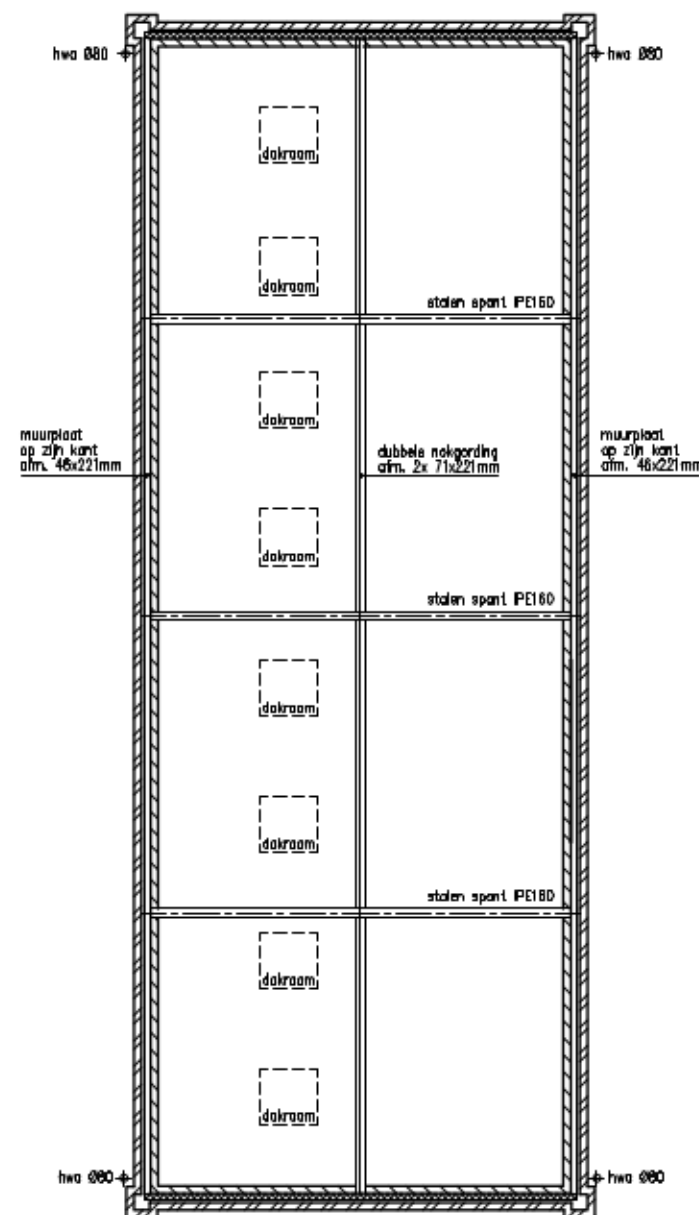 hwa Ø80
hwa Ø80
dakraam
dakraam
stalen spant IPE160
dakraam
muurplaat
op zijn kant
afm. 46x221mm
dubbele nokgording
afm. 2x 71x221mm
muurplaat
op zijn kant
afm. 46x221mm
dakraam
stalen spant IPE160
dakraam
dakraam
stalen spant IPE160
dakraam
dakraam
hwa Ø80
hwa Ø80